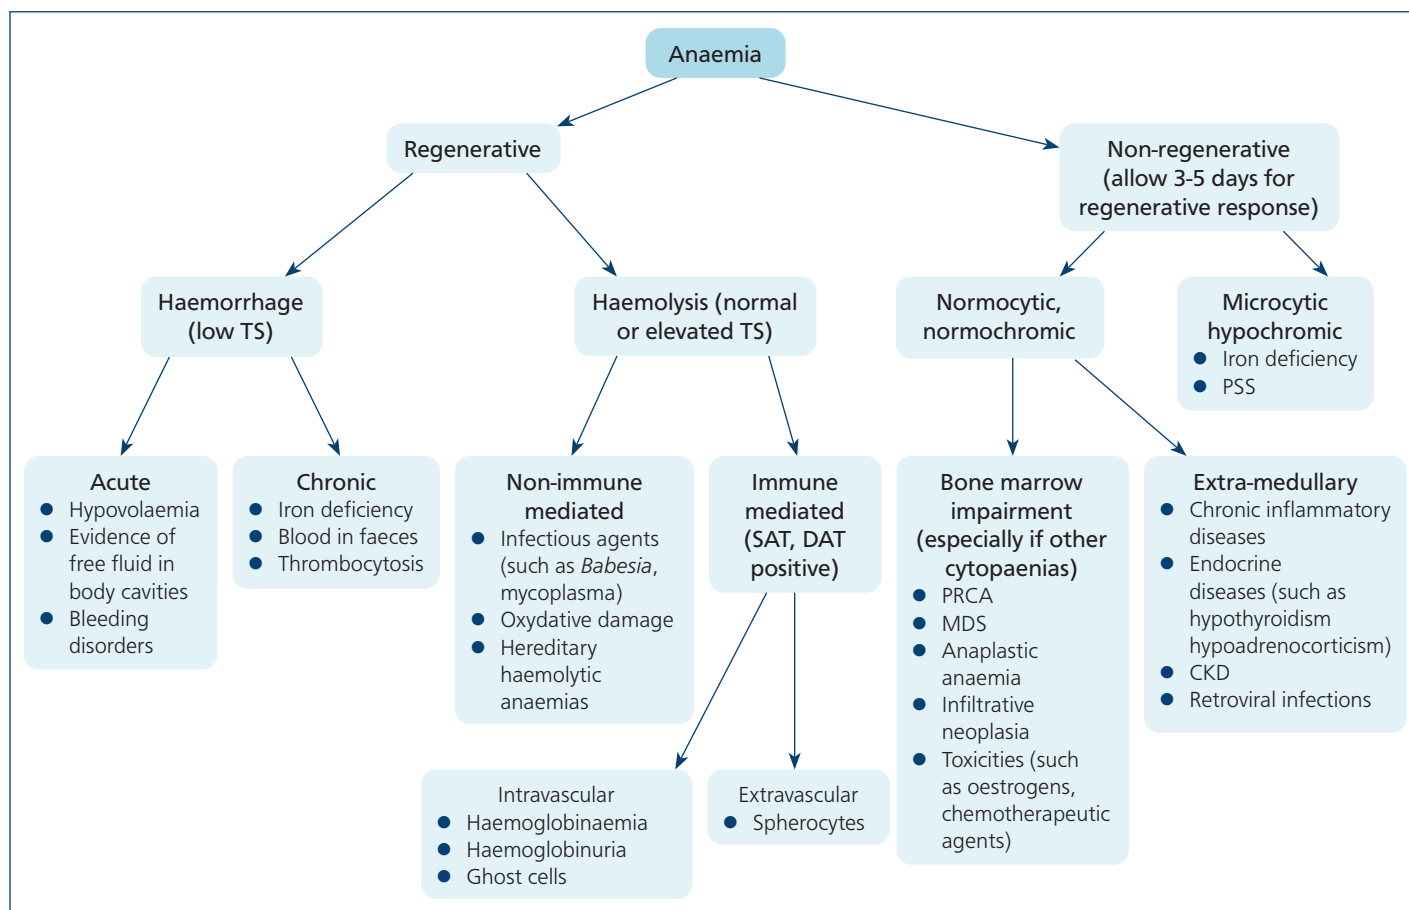 Anaemia
Regenerative
Non-regenerative
(allow 3-5 days for
regenerative response)
Haemorrhage
(low TS)
Haemolysis (normal
or elevated TS)
Normocytic,
normochromic
Microcytic
hypochromic
● Iron deficiency
● PSS
Acute
● Hypovolaemia
● Evidence of
free fluid in
body cavities
● Bleeding
disorders
Chronic
● Iron deficiency
● Blood in faeces
● Thrombocytosis
Non-immune
mediated
● Infectious agents
(such as Babesia,
mycoplasma)
● Oxydative damage
● Hereditary
haemolytic
anaemias
Immune
mediated
(SAT, DAT
positive)
Bone marrow
impairment
(especially if other
cytopaenias)
● PRCA
● MDS
● Anaplastic
anaemia
● Infiltrative
neoplasia
● Toxicities (such
as oestrogens,
chemotherapeutic
agents)
Extra-medullary
● Chronic inflammatory
diseases
● Endocrine
diseases (such as
hypothyroidism
hypoadrenocorticism)
● CKD
● Retroviral infections
Intravascular
● Haemoglobinaemia
● Haemoglobinuria
● Ghost cells
Extravascular
● Spherocytes